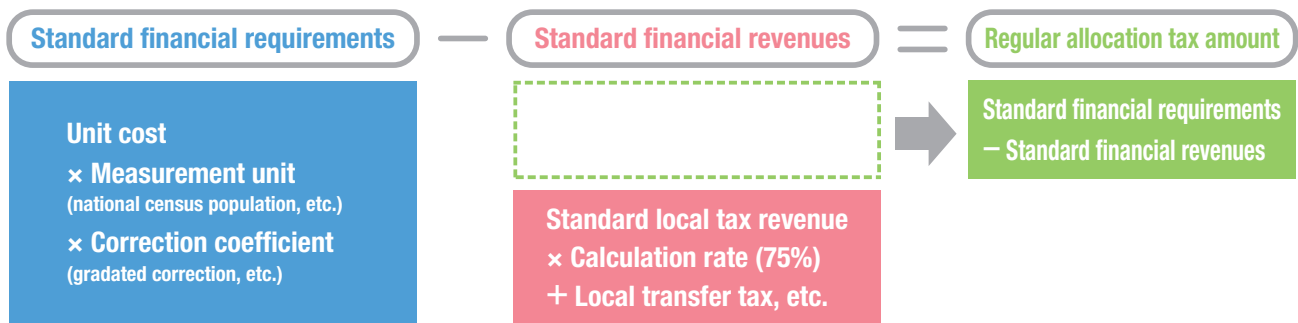 Standard financial requirements — Standard financial revenues = Regular allocation tax amount
Unit cost
× Measurement unit
(national census population, etc.)
× Correction coefficient
(gradated correction, etc.)
Standard local tax revenue
× Calculation rate (75%)
+ Local transfer tax, etc.
Standard financial requirements
− Standard financial revenues